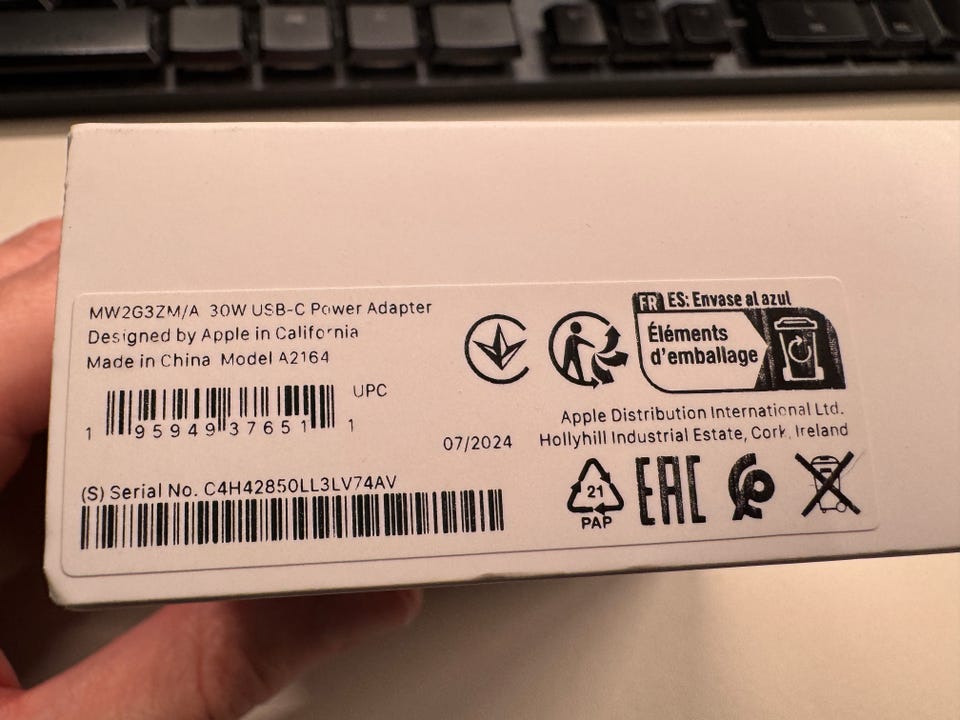 MW2G3ZM/A 30W USB-C Power Adapter
Designed by Apple in California
Made in China Model A2164
UPC
1 95949 37651 1
07/2024
(S) Serial No. C4H42850LL3LV74AV
FR ES: Envase al azul
Éléments
d'emballage
Apple Distribution International Ltd.
Hollyhill Industrial Estate, Cork, Ireland
21
PAP
EAC